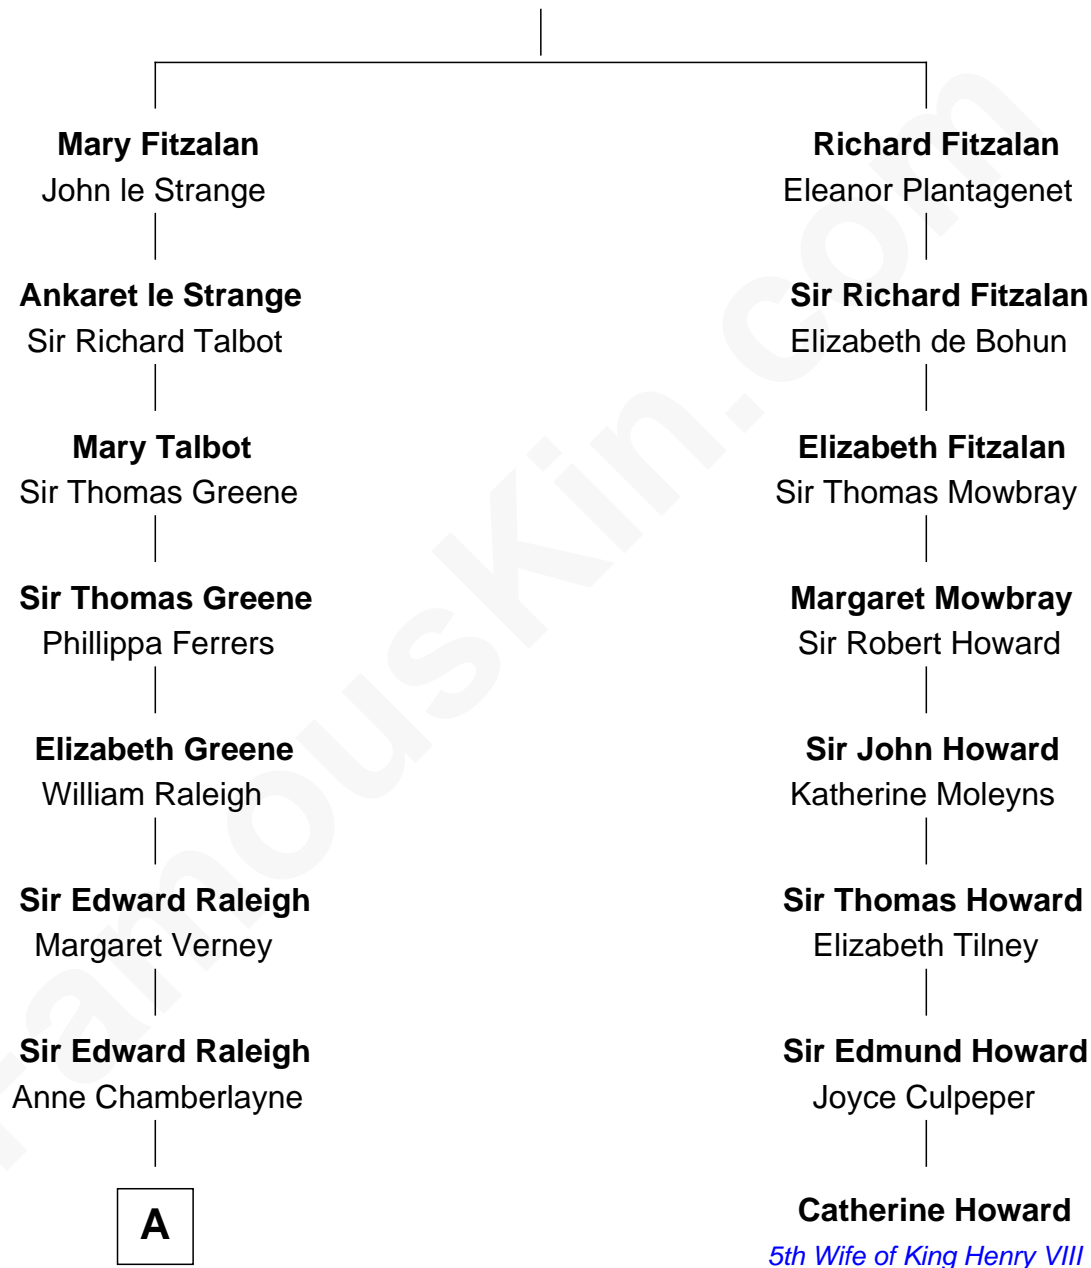 Mary Fitzalan
John le Strange
Ankaret le Strange
Sir Richard Talbot
Mary Talbot
Sir Thomas Greene
Sir Thomas Greene
Phillippa Ferrers
Elizabeth Greene
William Raleigh
Sir Edward Raleigh
Margaret Verney
Sir Edward Raleigh
Anne Chamberlayne
A
Richard Fitzalan
Eleanor Plantagenet
Sir Richard Fitzalan
Elizabeth de Bohun
Elizabeth Fitzalan
Sir Thomas Mowbray
Margaret Mowbray
Sir Robert Howard
Sir John Howard
Katherine Moleyns
Sir Thomas Howard
Elizabeth Tilney
Sir Edmund Howard
Joyce Culpeper
Catherine Howard
5th Wife of King Henry VIII
FamousKin.com